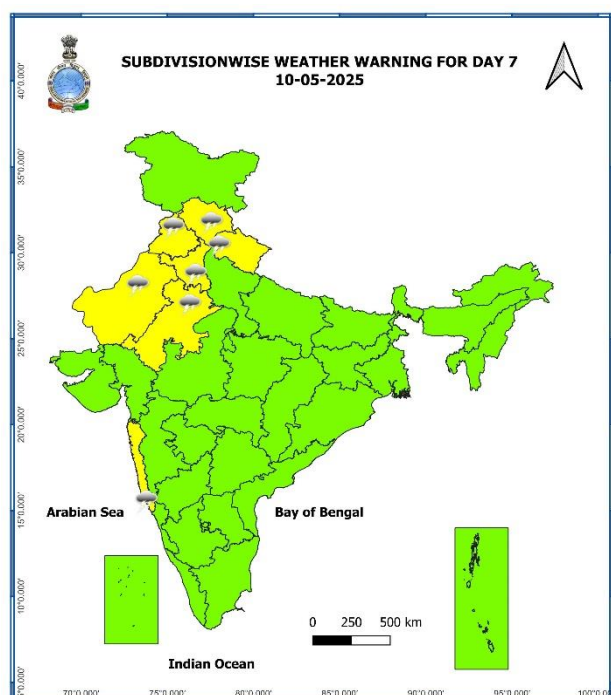 SUBDIVISIONWISE WEATHER WARNING FOR DAY 7
10-05-2025
40°0.000'
35°0.000'
30°0.000'
25°0.000'
20°0.000'
15°0.000'
10°0.000'
5°0.000'
Arabian Sea
Bay of Bengal
0 250 500 km
Indian Ocean
70°0.000' 75°0.000' 80°0.000' 85°0.000' 90°0.000' 95°0.000' 100°0.0